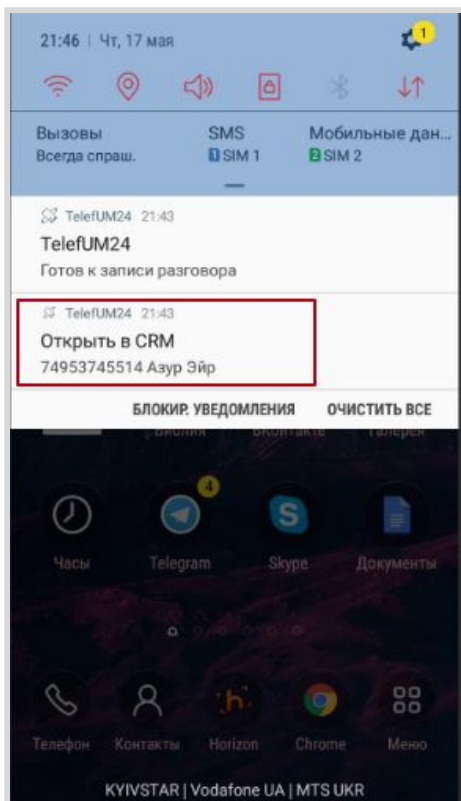 21:46 | Чт, 17 мая
1
Вызовы SMS Мобильные дан...
Всегда спраш. 1 SIM 1 2 SIM 2
TelefUM24 21:43
TelefUM24
Готов к записи разговора
TelefUM24 21:43
Открыть в CRM
74953745514 Азур Эйр
БЛОКИР. УВЕДОМЛЕНИЯ ОЧИСТИТЬ ВСЕ
Библия ВКонтакте Галерея
4
Часы Telegram Skype Документы
Телефон Контакты Horizon Chrome Меню
KYIVSTAR | Vodafone UA | MTS UKR